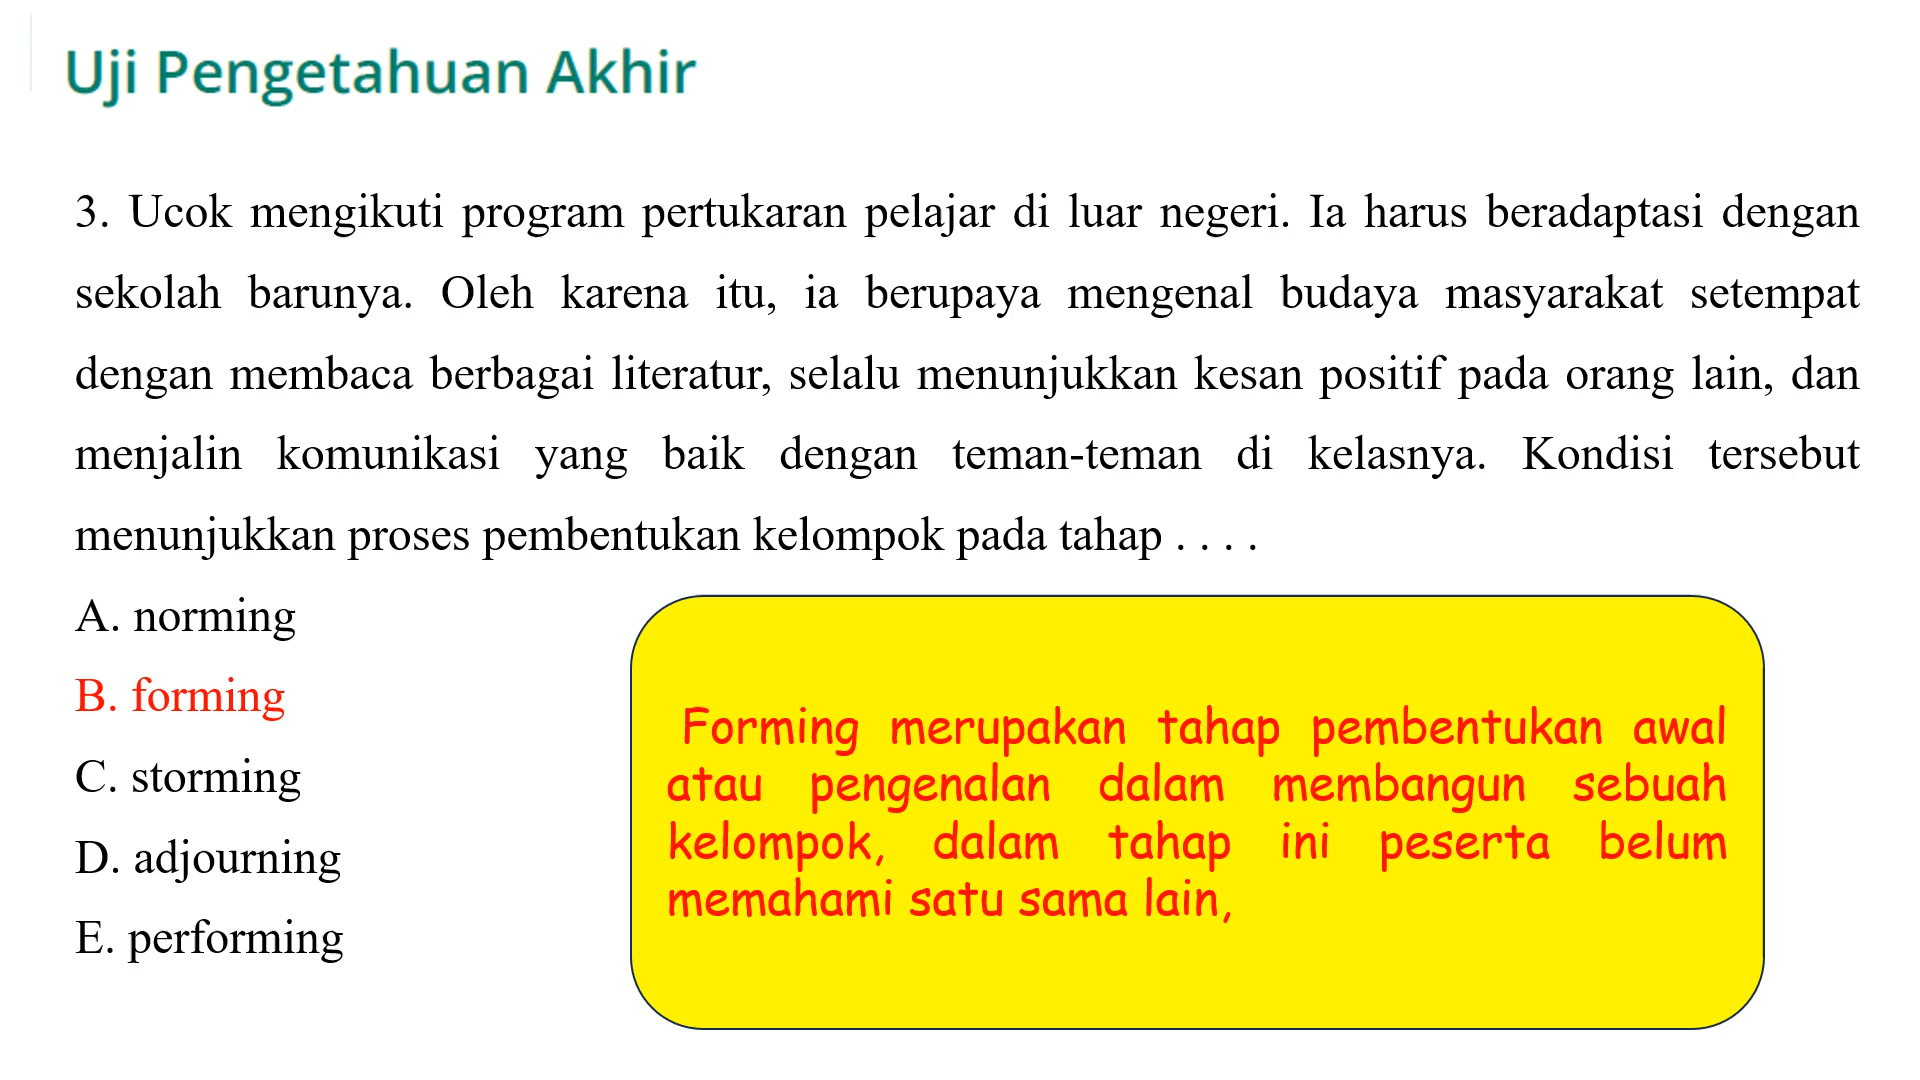 Uji Pengetahuan Akhir
3. Ucok mengikuti program pertukaran pelajar di luar negeri. Ia harus beradaptasi dengan
sekolah barunya. Oleh karena itu, ia berupaya mengenal budaya masyarakat setempat
dengan membaca berbagai literatur, selalu menunjukkan kesan positif pada orang lain, dan
menjalin komunikasi yang baik dengan teman-teman di kelasnya. Kondisi tersebut
menunjukkan proses pembentukan kelompok pada tahap . . . .
A. norming
B. forming
C. storming
D. adjourning
E. performing
Forming merupakan tahap pembentukan awal
atau pengenalan dalam membangun sebuah
kelompok, dalam tahap ini peserta belum
memahami satu sama lain,